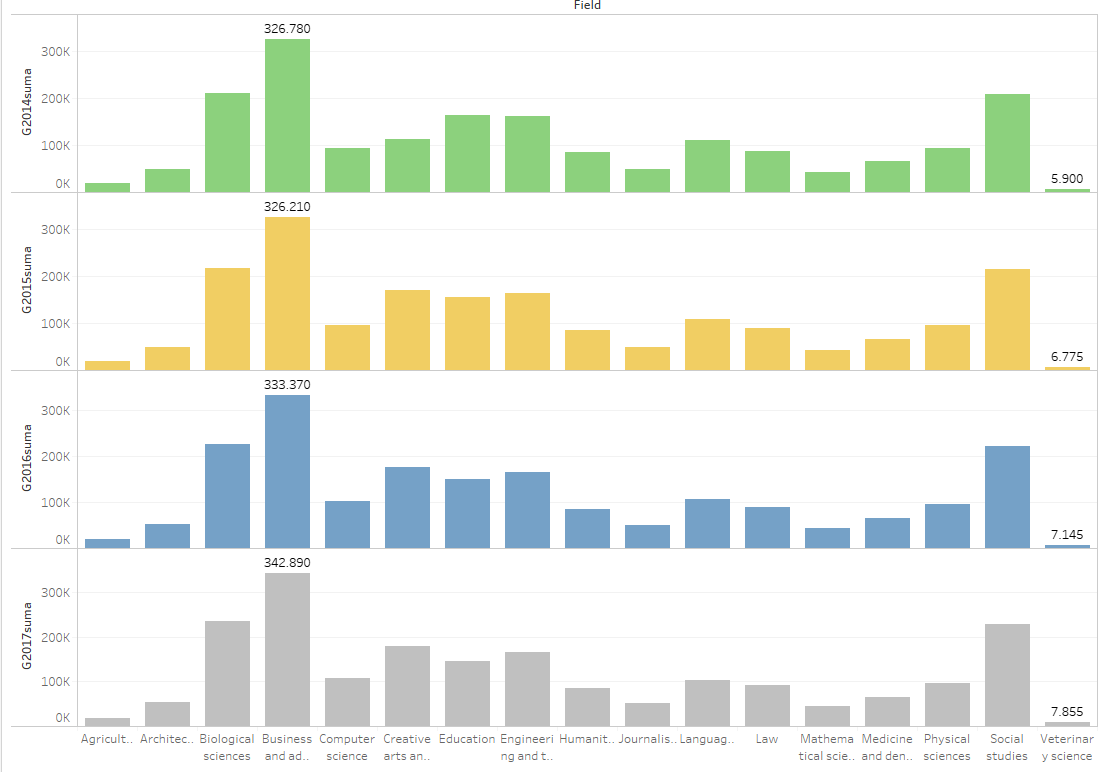 Field
326.780
300K
200K
100K
0K
G2014suma
5.900
326.210
300K
200K
100K
0K
G2015suma
6.775
333.370
300K
200K
100K
0K
G2016suma
7.145
342.890
300K
200K
100K
0K
G2017suma
7.855
Agricult.. Architec.. Biological Business Computer Creative Education Engineeri Humanit.. Journalis.. Languag.. Law Mathema Medicine Physical Social Veterinar
sciences and ad.. science arts an.. ng and t.. tical scie.. and den.. sciences studies y science